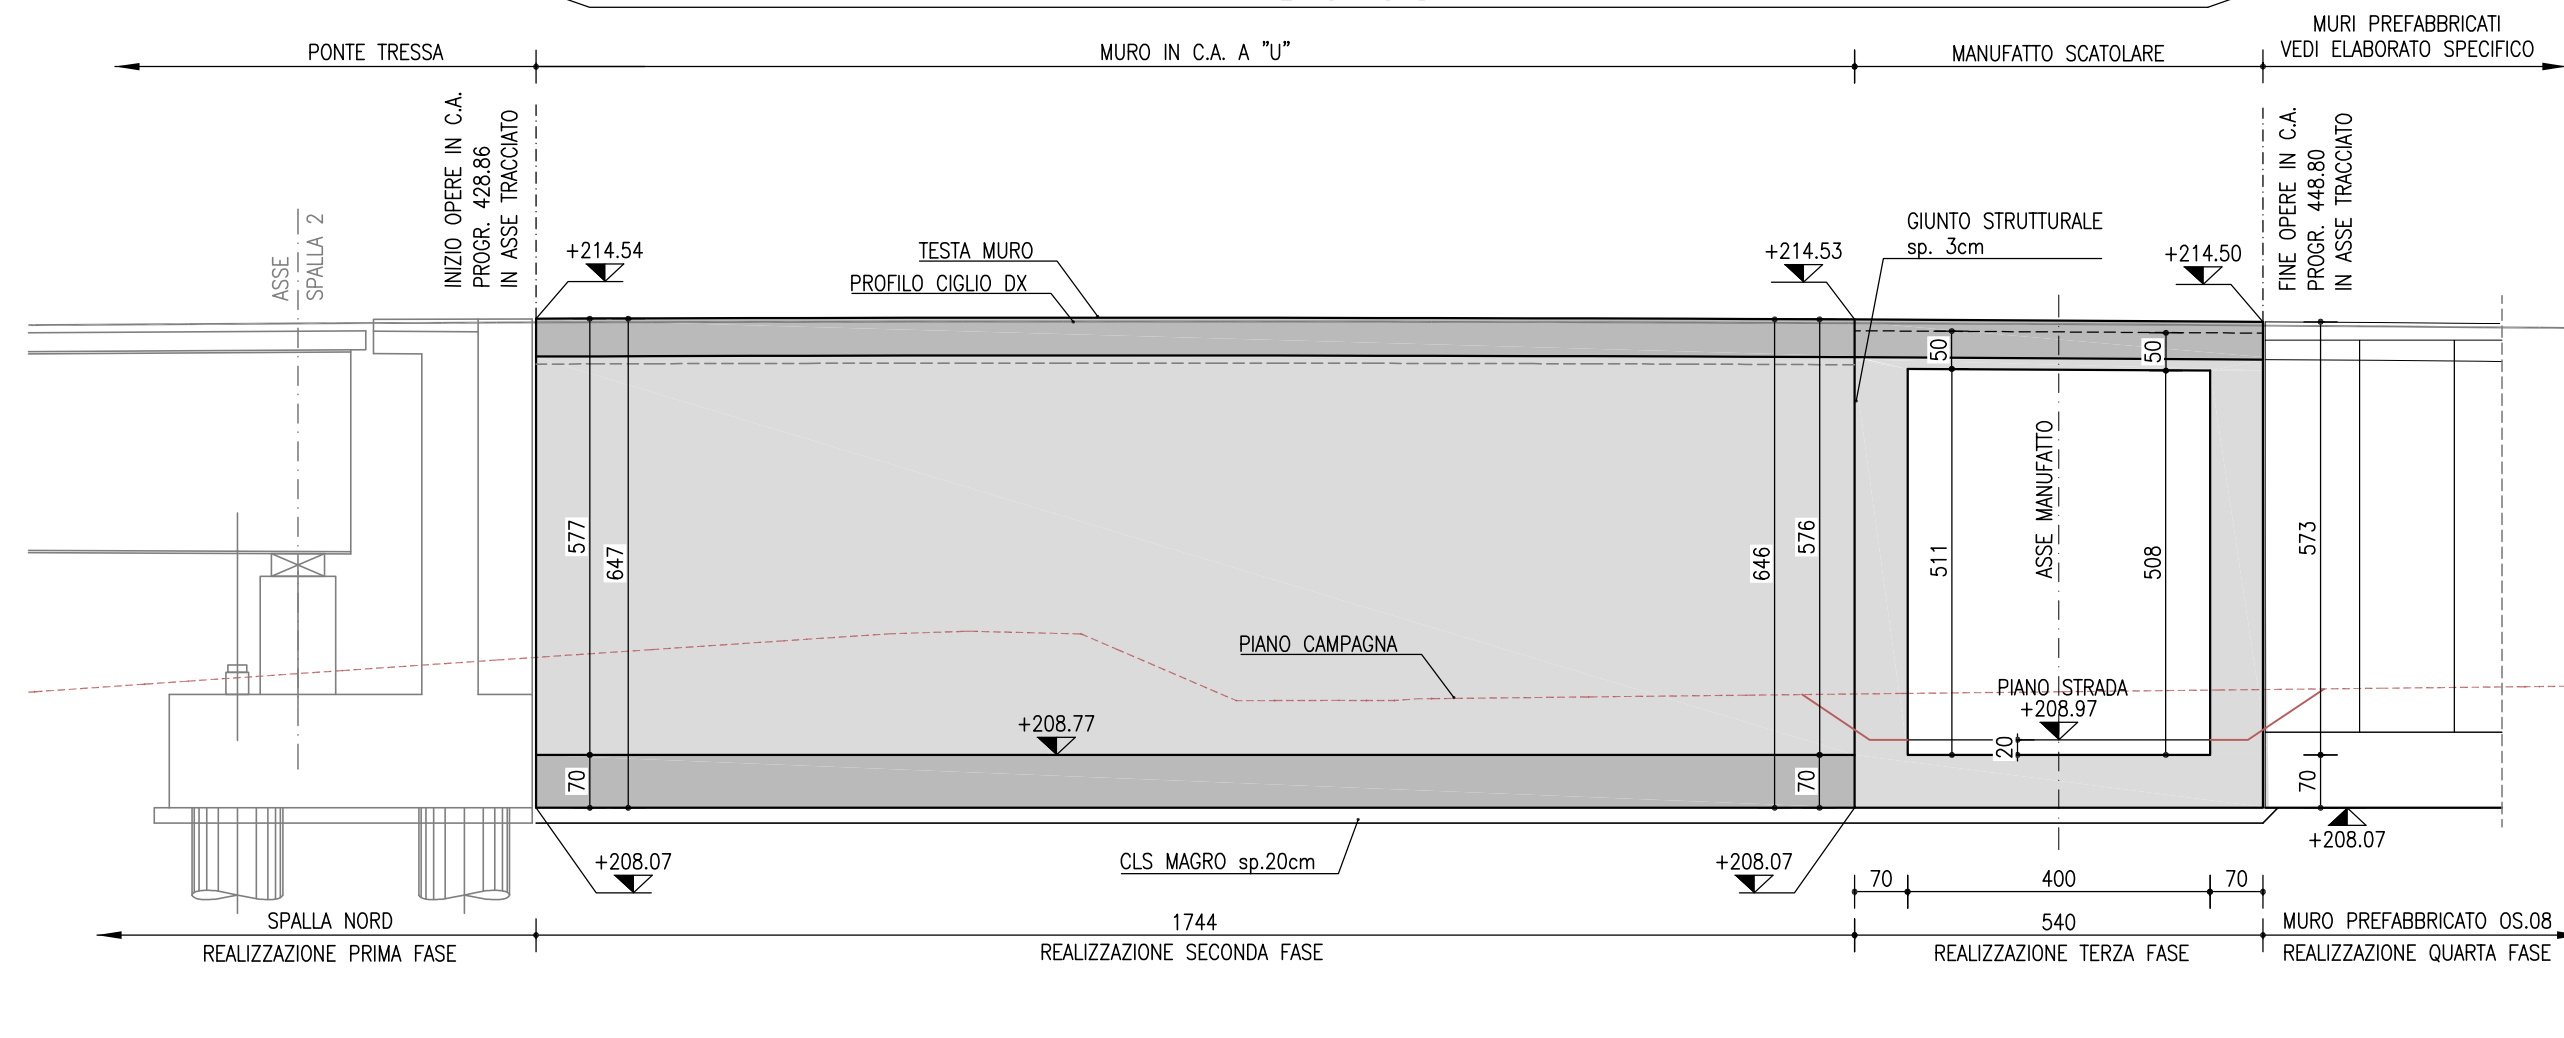 PONTE TRESSA
MURO IN C.A. A "U"
MANUFATTO SCATOLARE
MURI PREFABBRICATI
VEDI ELABORATO SPECIFICO
INIZIO OPERE IN C.A.
PROGR. 428.86
IN ASSE TRACCIATO
FINE OPERE IN C.A.
PROGR. 448.80
IN ASSE TRACCIATO
ASSE
SPALLA 2
+214.54
TESTA MURO
PROFILO CIGLIO DX
+214.53
GIUNTO STRUTTURALE
sp. 3cm
+214.50
50
50
577
647
646
576
511
ASSE MANUFATTO
508
573
PIANO CAMPAGNA
PIANO STRADA
+208.97
+208.77
20
70
70
70
+208.07
CLS MAGRO sp.20cm
+208.07
+208.07
70
400
70
SPALLA NORD
1744
540
MURO PREFABBRICATO OS.08
REALIZZAZIONE PRIMA FASE
REALIZZAZIONE SECONDA FASE
REALIZZAZIONE TERZA FASE
REALIZZAZIONE QUARTA FASE